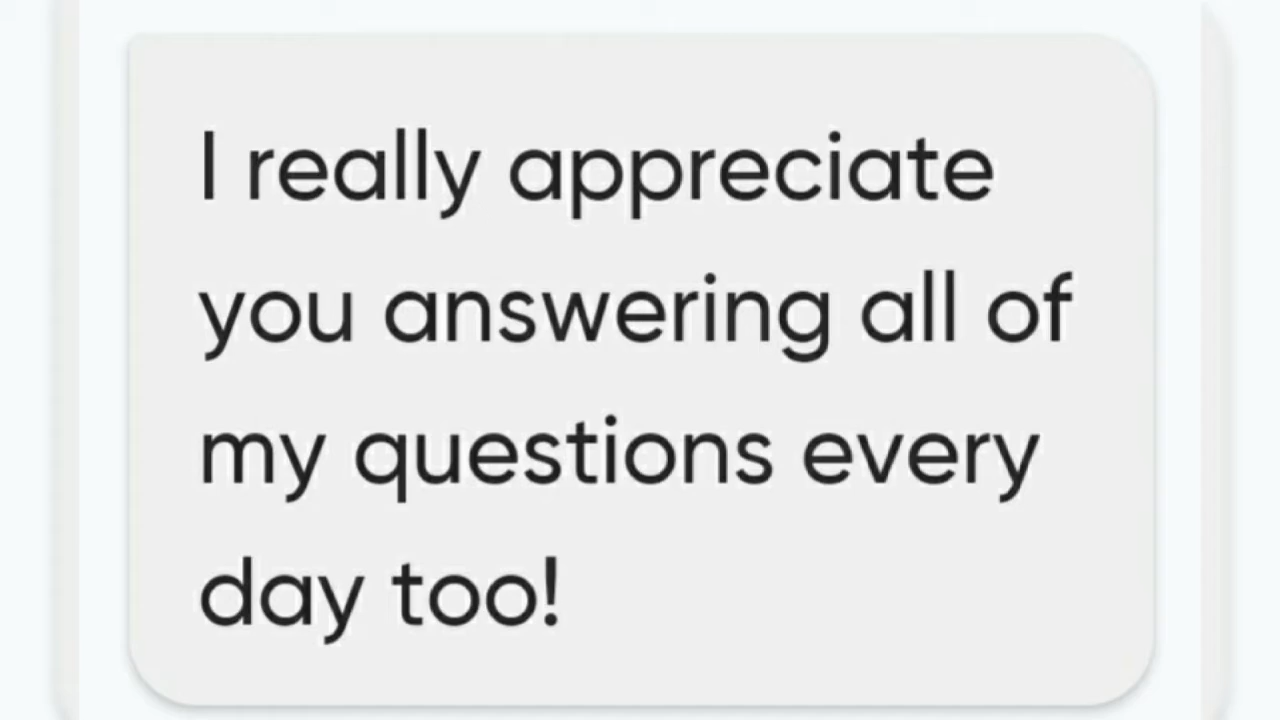 I really appreciate
you answering all of
my questions every
day too!